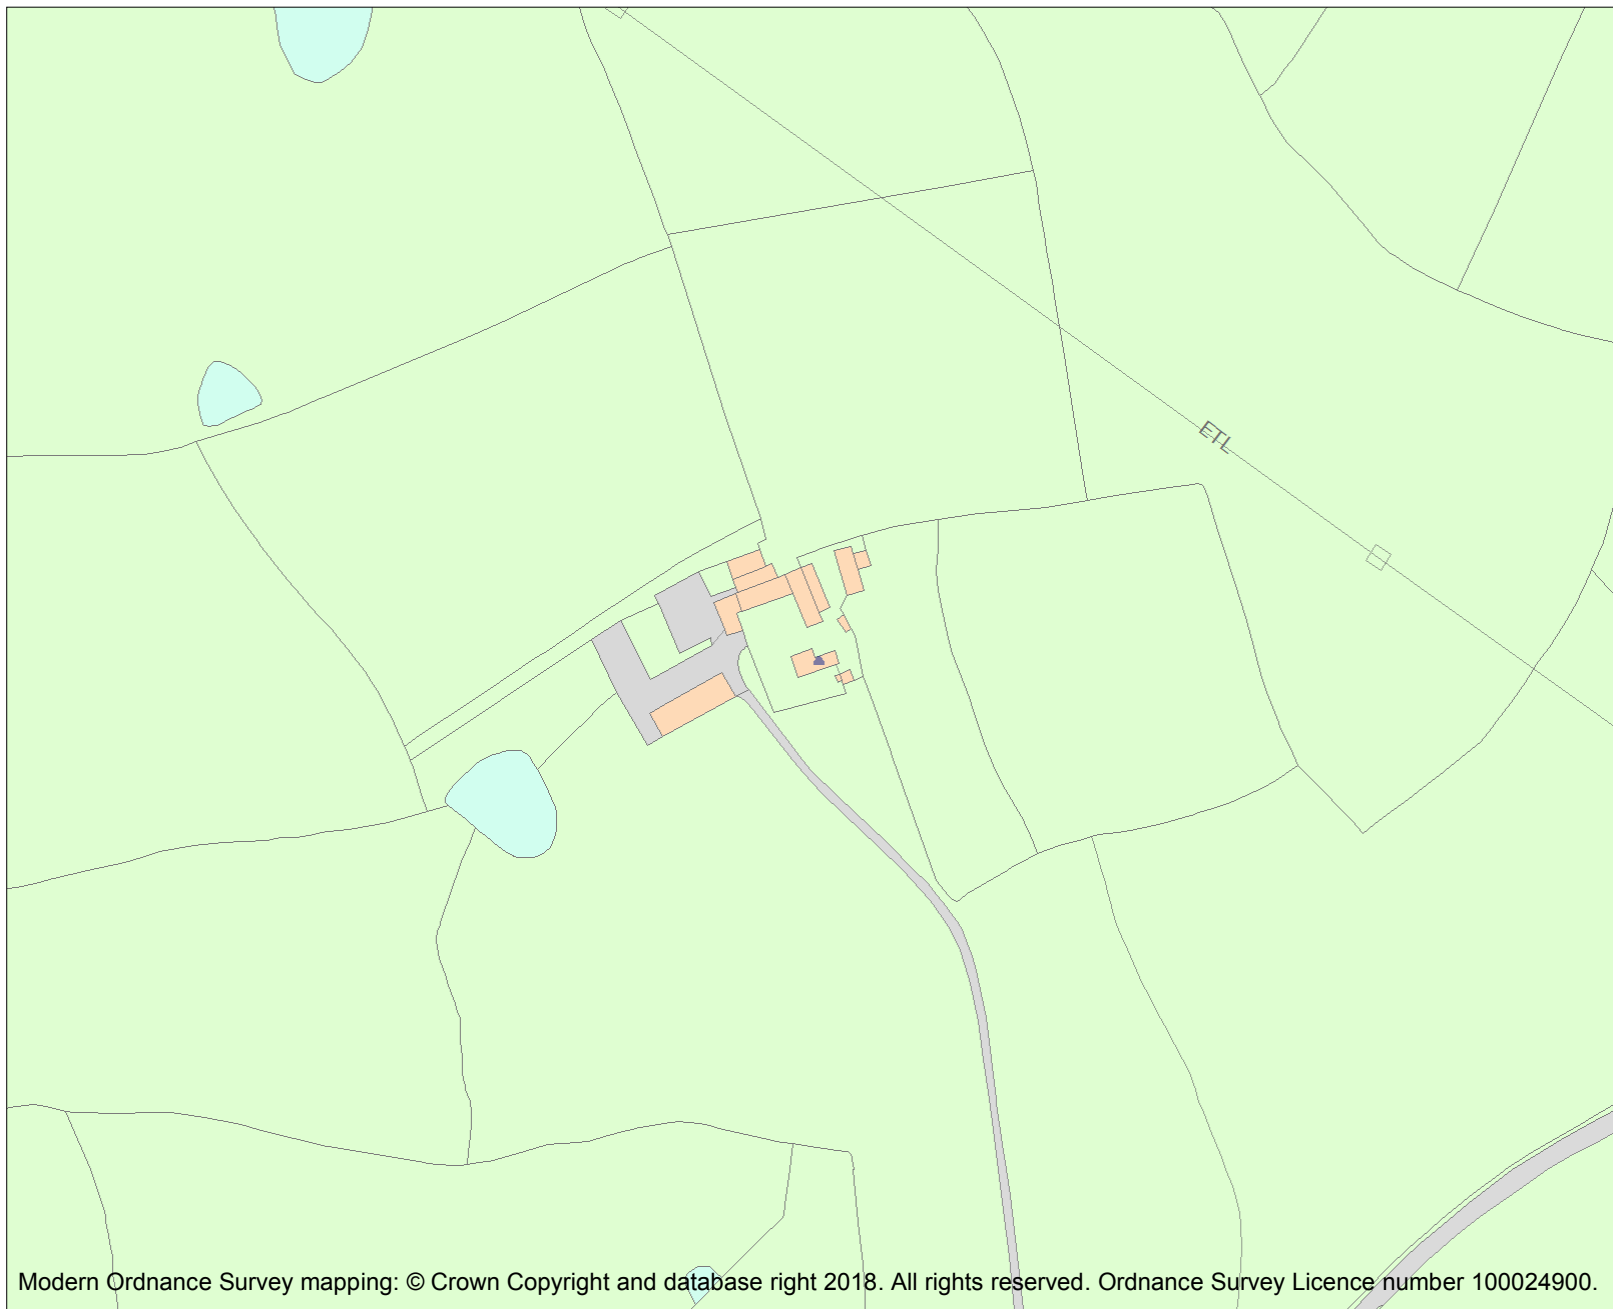 ETL
Modern Ordnance Survey mapping: © Crown Copyright and database right 2018. All rights reserved. Ordnance Survey Licence number 100024900.